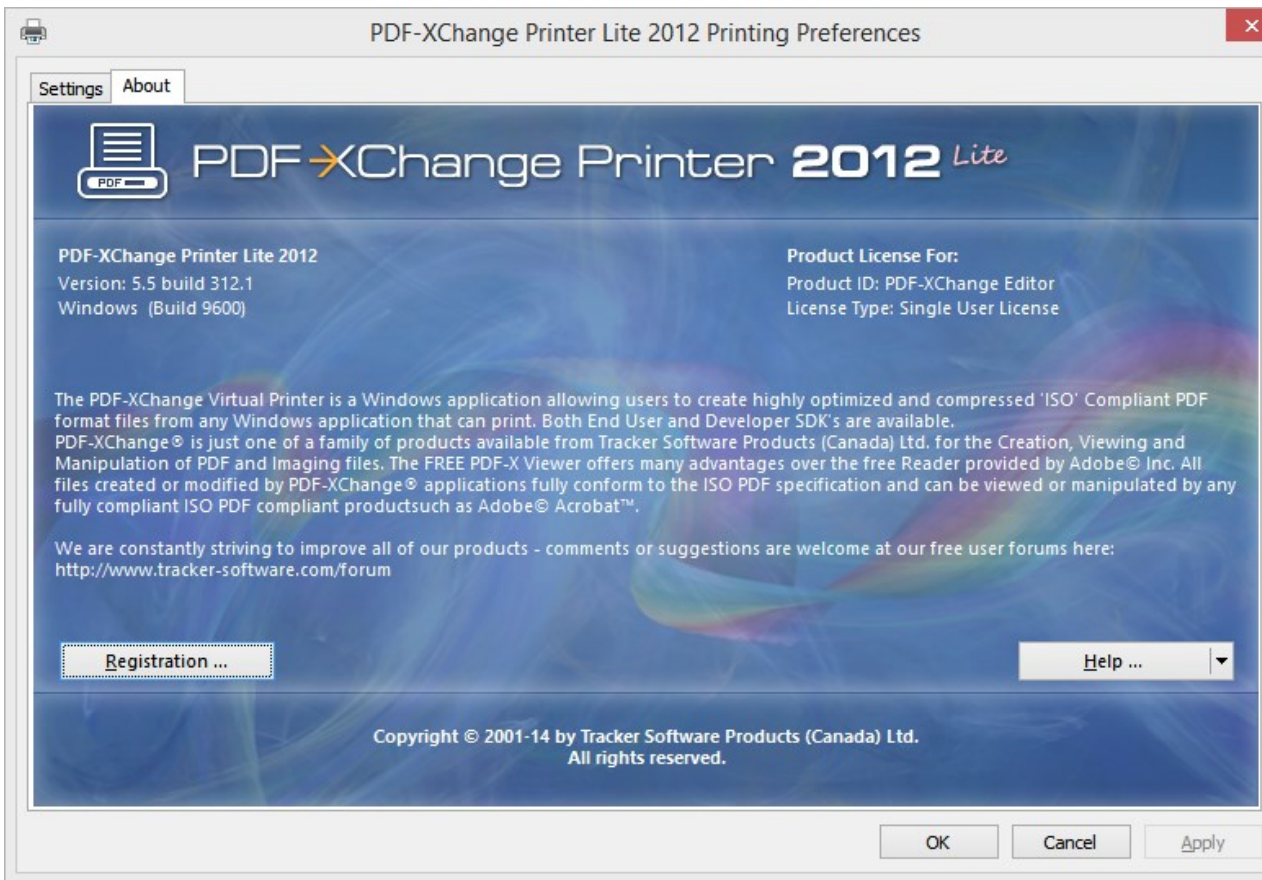 PDF-XChange Printer Lite 2012 Printing Preferences
Settings About
PDF
PDF-XChange Printer 2012 Lite
PDF-XChange Printer Lite 2012
Version: 5.5 build 312.1
Windows (Build 9600)
Product License For:
Product ID: PDF-XChange Editor
License Type: Single User License
The PDF-XChange Virtual Printer is a Windows application allowing users to create highly optimized and compressed 'ISO' Compliant PDF
format files from any Windows application that can print. Both End User and Developer SDK's are available.
PDF-XChange® is just one of a family of products available from Tracker Software Products (Canada) Ltd. for the Creation, Viewing and
Manipulation of PDF and Imaging files. The FREE PDF-X Viewer offers many advantages over the free Reader provided by Adobe© Inc. All
files created or modified by PDF-XChange® applications fully conform to the ISO PDF specification and can be viewed or manipulated by any
fully compliant ISO PDF compliant productsuch as Adobe© Acrobat™.
We are constantly striving to improve all of our products - comments or suggestions are welcome at our free user forums here:
http://www.tracker-software.com/forum
Registration ...
Help ...
Copyright © 2001-14 by Tracker Software Products (Canada) Ltd.
All rights reserved.
OK Cancel Apply